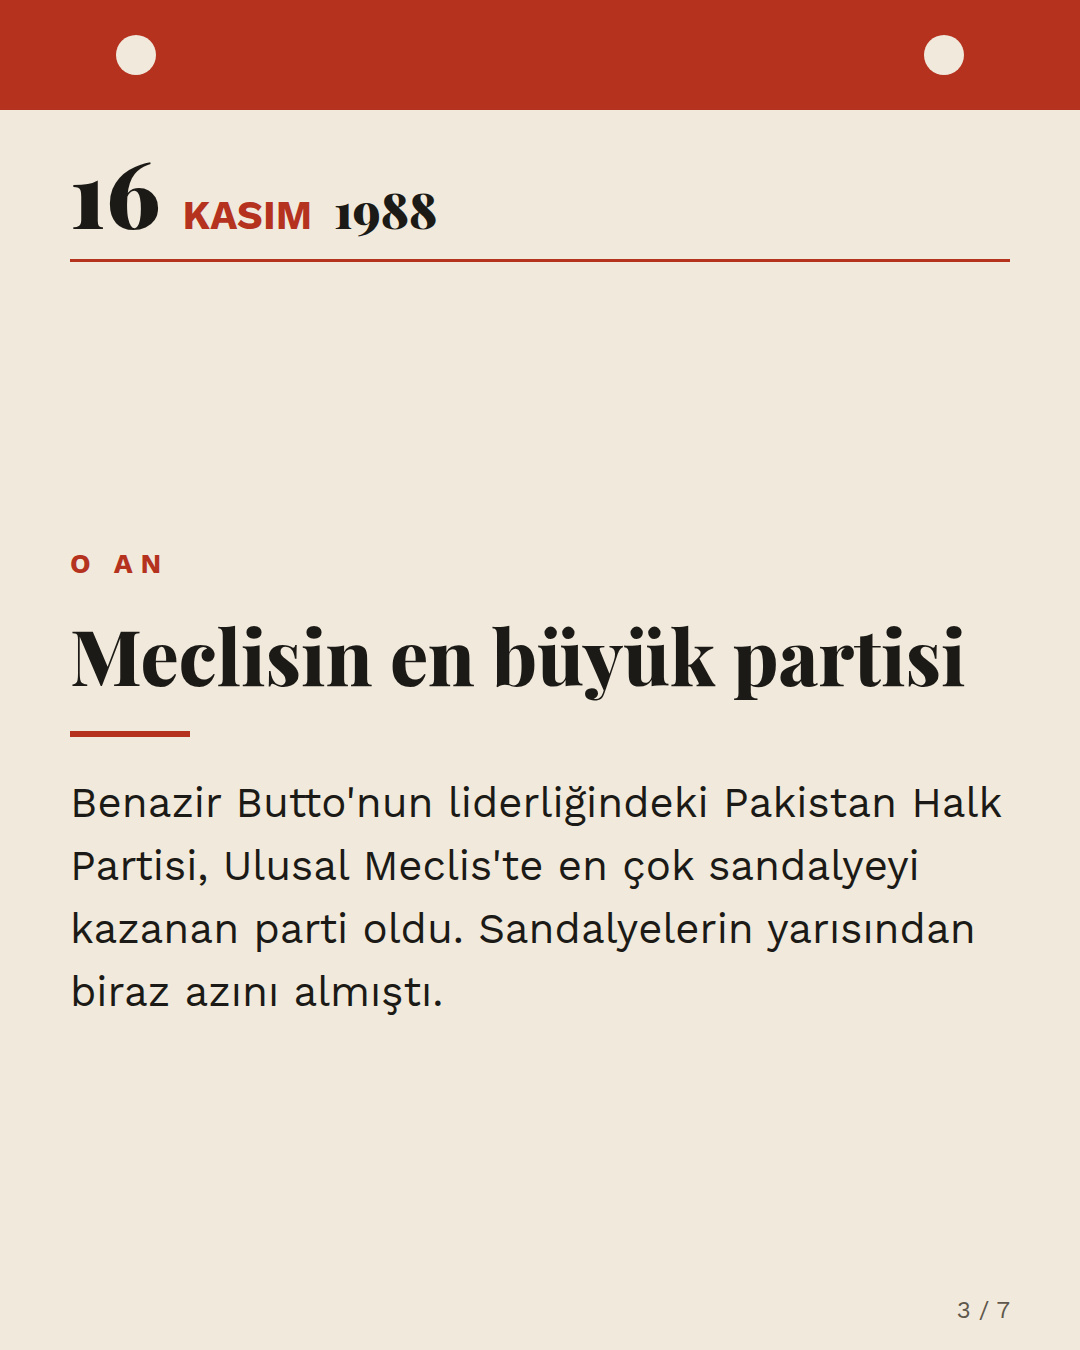 16 KASIM 1988
O AN
Meclisin en büyük partisi
Benazir Butto'nun liderliğindeki Pakistan Halk
Partisi, Ulusal Meclis'te en çok sandalyeyi
kazanan parti oldu. Sandalyelerin yarısından
biraz azını almıştı.
3 / 7